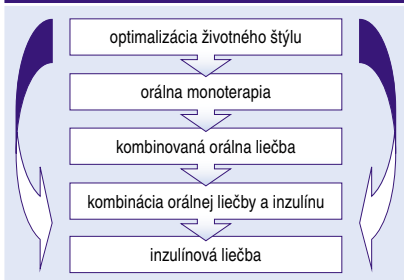 optimalizácia životného štýlu
orálna monoterapia
kombinovaná orálna liečba
kombinácia orálnej liečby a inzulínu
inzulínová liečba